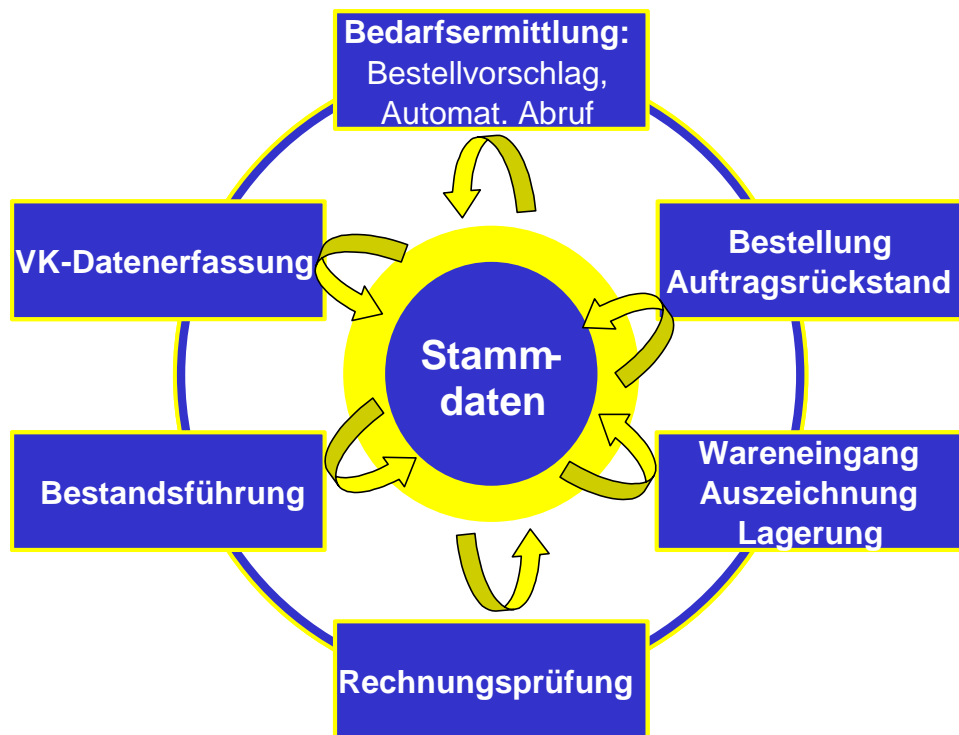 Bedarfsermittlung:
Bestellvorschlag,
Automat. Abruf
VK-Datenerfassung
Bestellung
Auftragsrückstand
Stamm-
daten
Bestandsführung
Wareneingang
Auszeichnung
Lagerung
Rechnungsprüfung